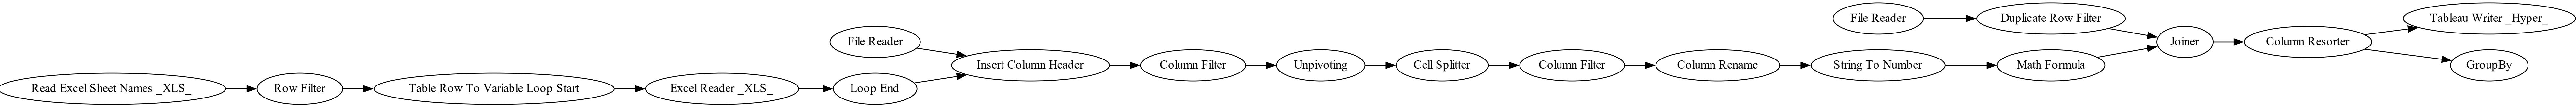 Read Excel Sheet Names _XLS_
Row Filter
Table Row To Variable Loop Start
Excel Reader _XLS_
File Reader
Loop End
Insert Column Header
Column Filter
Unpivoting
Cell Splitter
Column Filter
Column Rename
String To Number
Math Formula
File Reader
Duplicate Row Filter
Joiner
Column Resorter
Tableau Writer _Hyper_
GroupBy